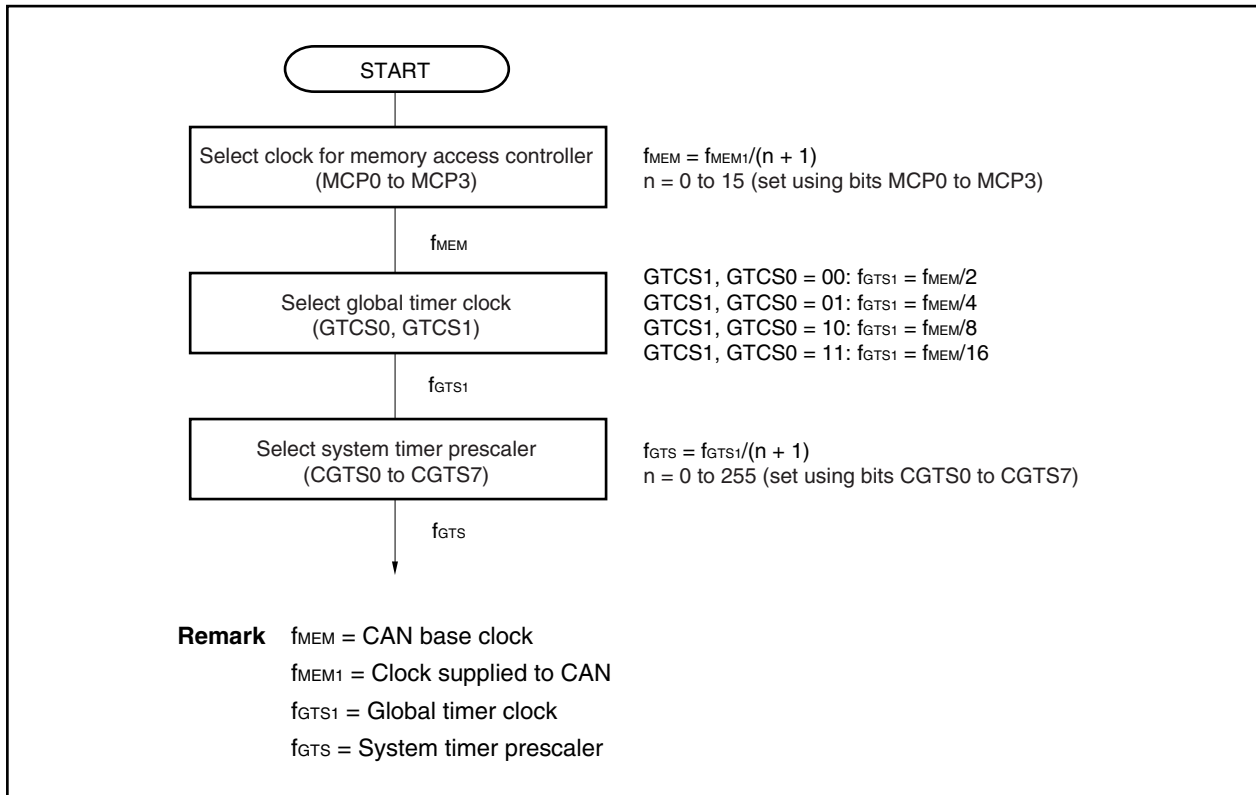 START
Select clock for memory access controller
(MCP0 to MCP3)
fMEM = fMEM1/(n + 1)
n = 0 to 15 (set using bits MCP0 to MCP3)
fMEM
Select global timer clock
(GTCS0, GTCS1)
GTCS1, GTCS0 = 00: fGTS1 = fMEM/2
GTCS1, GTCS0 = 01: fGTS1 = fMEM/4
GTCS1, GTCS0 = 10: fGTS1 = fMEM/8
GTCS1, GTCS0 = 11: fGTS1 = fMEM/16
fGTS1
Select system timer prescaler
(CGTS0 to CGTS7)
fGTS = fGTS1/(n + 1)
n = 0 to 255 (set using bits CGTS0 to CGTS7)
fGTS
Remark fMEM = CAN base clock
fMEM1 = Clock supplied to CAN
fGTS1 = Global timer clock
fGTS = System timer prescaler